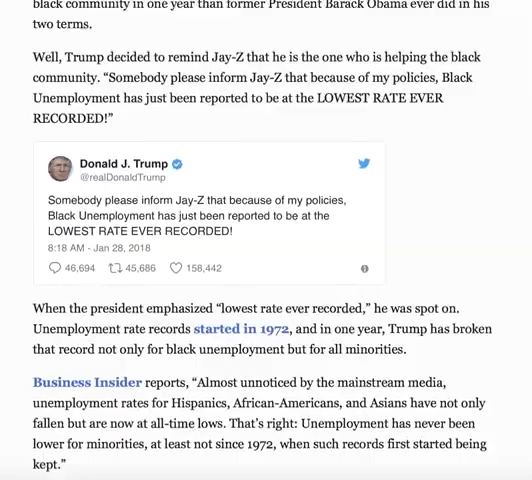 black community in one year than former President Barack Obama ever did in his
two terms.
Well, Trump decided to remind Jay-Z that he is the one who is helping the black
community. “Somebody please inform Jay-Z that because of my policies, Black
Unemployment has just been reported to be at the LOWEST RATE EVER
RECORDED!”
Donald J. Trump
@realDonaldTrump
Somebody please inform Jay-Z that because of my policies,
Black Unemployment has just been reported to be at the
LOWEST RATE EVER RECORDED!
8:18 AM - Jan 28, 2018
46,694 45,686 158,442
When the president emphasized “lowest rate ever recorded,” he was spot on.
Unemployment rate records started in 1972, and in one year, Trump has broken
that record not only for black unemployment but for all minorities.
Business Insider reports, “Almost unnoticed by the mainstream media,
unemployment rates for Hispanics, African-Americans, and Asians have not only
fallen but are now at all-time lows. That’s right: Unemployment has never been
lower for minorities, at least not since 1972, when such records first started being
kept.”